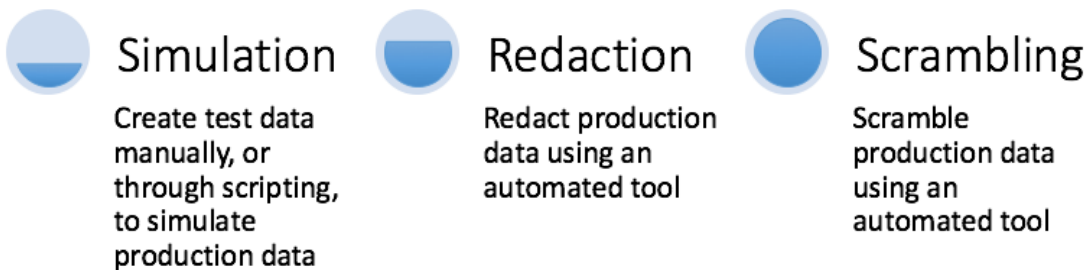 Simulation
Create test data
manually, or
through scripting,
to simulate
production data
Redaction
Redact production
data using an
automated tool
Scrambling
Scramble
production data
using an
automated tool